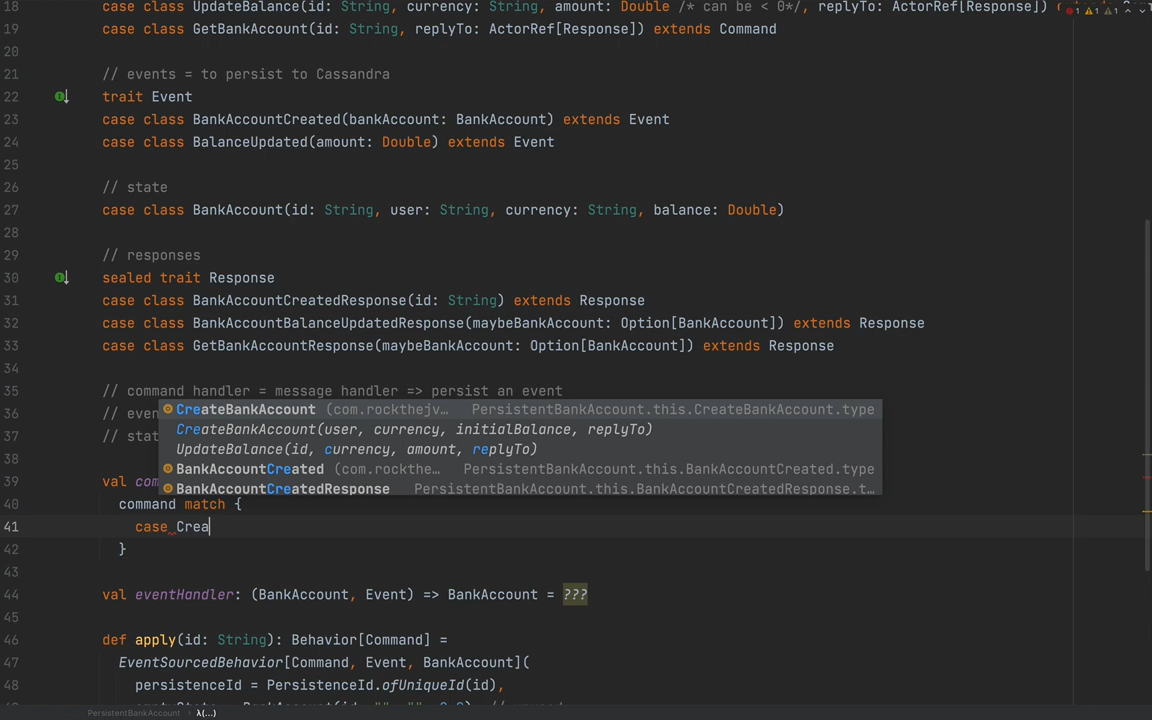 18 case class UpdateBalance(id: String, currency: String, amount: Double /* can be < 0*/, replyTo: ActorRef[Response])
19 case class GetBankAccount(id: String, replyTo: ActorRef[Response]) extends Command
20
21 // events = to persist to Cassandra
22 trait Event
23 case class BankAccountCreated(bankAccount: BankAccount) extends Event
24 case class BalanceUpdated(amount: Double) extends Event
25
26 // state
27 case class BankAccount(id: String, user: String, currency: String, balance: Double)
28
29 // responses
30 sealed trait Response
31 case class BankAccountCreatedResponse(id: String) extends Response
32 case class BankAccountBalanceUpdatedResponse(maybeBankAccount: Option[BankAccount]) extends Response
33 case class GetBankAccountResponse(maybeBankAccount: Option[BankAccount]) extends Response
34
35 // command handler = message handler => persist an event
CreateBankAccount (com.rockthejv… PersistentBankAccount.this.CreateBankAccount.type
36 // even
CreateBankAccount(user, currency, initialBalance, replyTo)
37 // stat
UpdateBalance(id, currency, amount, replyTo)
38
BankAccountCreated (com.rockthe… PersistentBankAccount.this.BankAccountCreated.type
39 val com
BankAccountCreatedResponse PersistentBankAccount.this.BankAccountCreatedResponse.t…
40 command match {
41 case Crea
42 }
43
44 val eventHandler: (BankAccount, Event) => BankAccount = ???
45
46 def apply(id: String): Behavior[Command] =
47 EventSourcedBehavior[Command, Event, BankAccount](
48 persistenceId = PersistentId.ofUniqueId(id),
PersistentBankAccount λ(...)